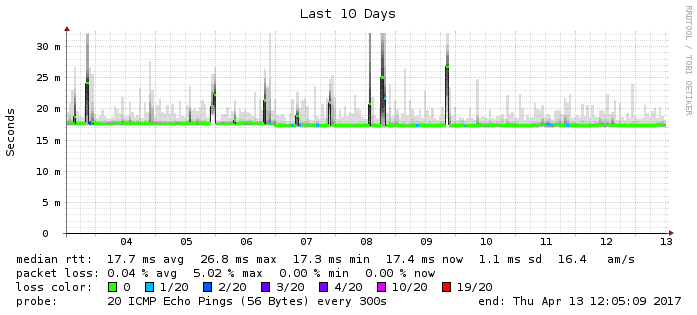 Last 10 Days
RRDTOOL / TOBI OETIKER
Seconds
30 m
25 m
20 m
15 m
10 m
5 m
0
04 05 06 07 08 09 10 11 12 13
median rtt: 17.7 ms avg 26.8 ms max 17.3 ms min 17.4 ms now 1.1 ms sd 16.4 am/s
packet loss: 0.04 % avg 5.02 % max 0.00 % min 0.00 % now
loss color: 0 1/20 2/20 3/20 4/20 10/20 19/20
probe: 20 ICMP Echo Pings (56 Bytes) every 300s end: Thu Apr 13 12:05:09 2017